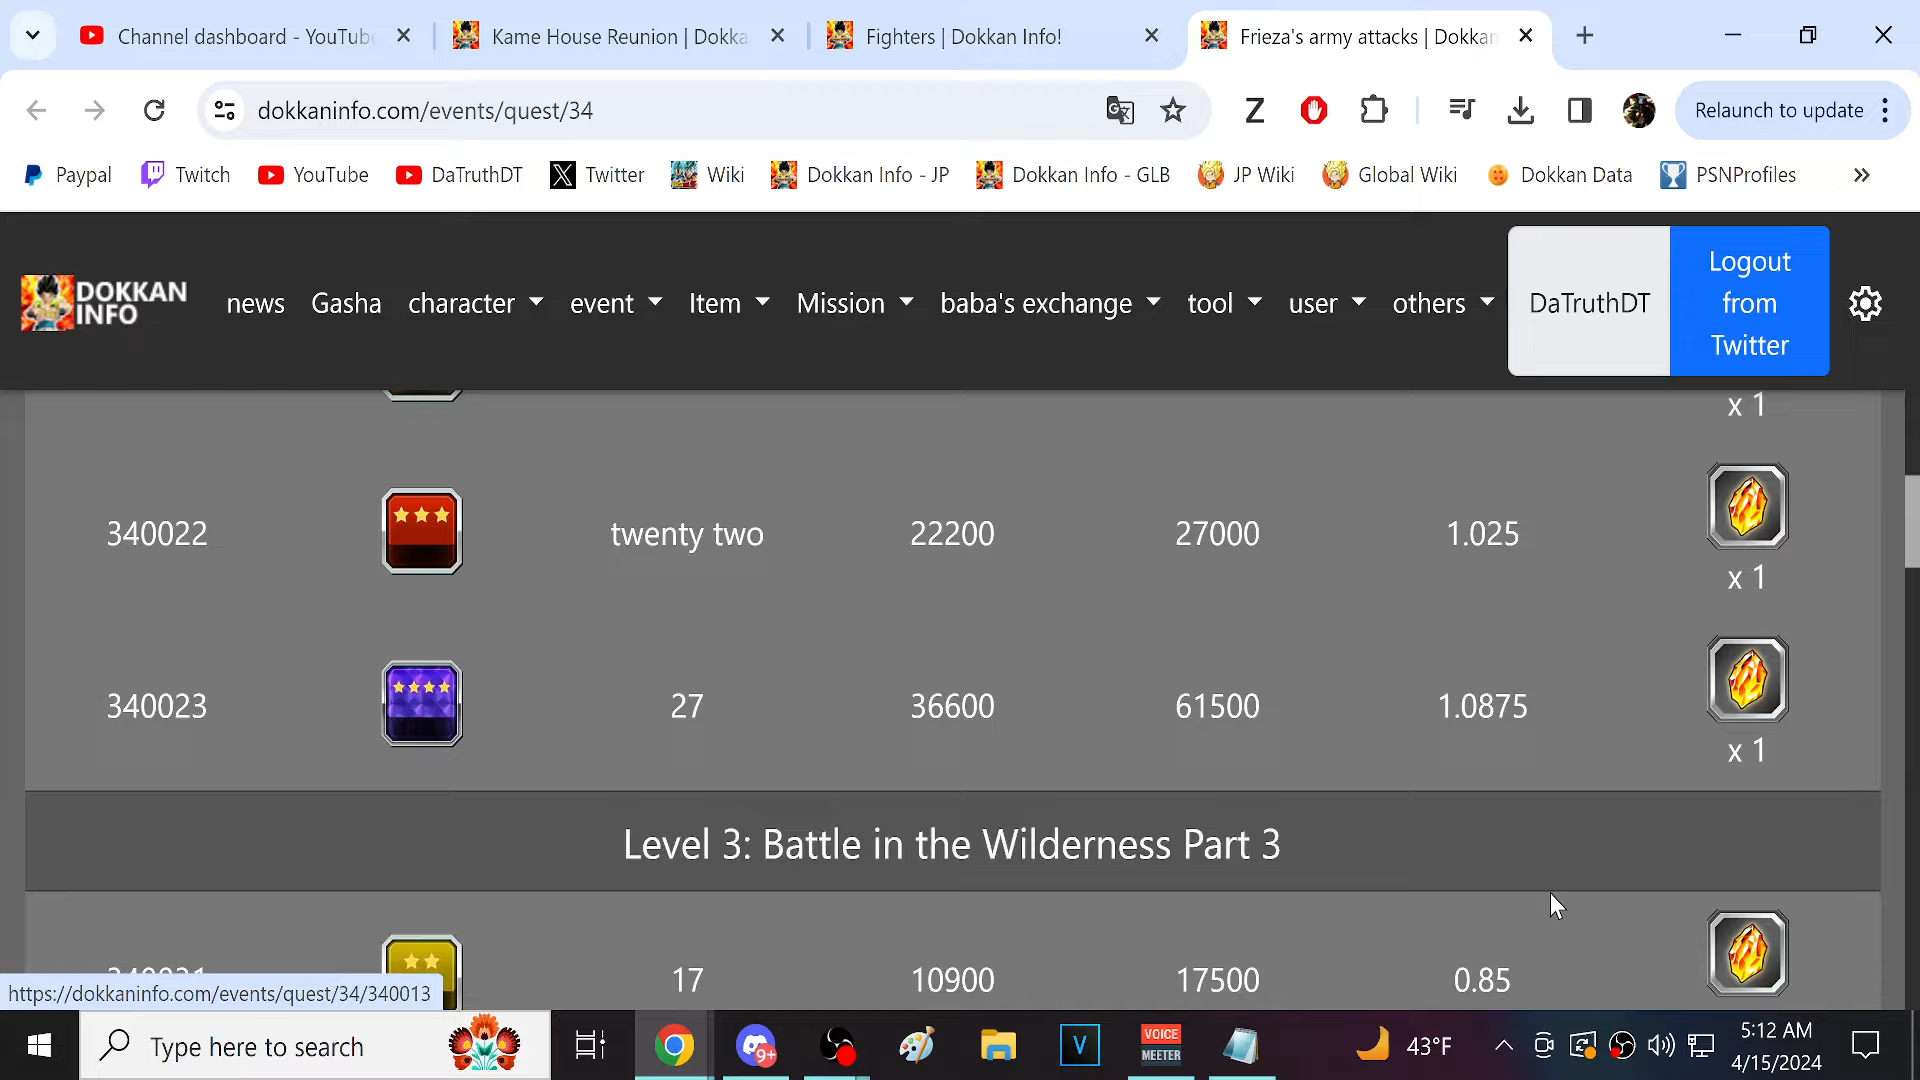 Channel dashboard - YouTube
Kame House Reunion | Dokka
Fighters | Dokkan Info!
Frieza's army attacks | Dokkan
dokkaninfo.com/events/quest/34
Relaunch to update
Paypal
Twitch
YouTube
DaTruthDT
Twitter
Wiki
Dokkan Info - JP
Dokkan Info - GLB
JP Wiki
Global Wiki
Dokkan Data
PSNProfiles
DOKKAN
INFO
news
Gasha
character
event
Item
Mission
baba's exchange
tool
user
others
DaTruthDT
Logout
from
Twitter
x 1
340022
twenty two
22200
27000
1.025
x 1
340023
27
36600
61500
1.0875
x 1
Level 3: Battle in the Wilderness Part 3
17
10900
17500
0.85
https://dokkaninfo.com/events/quest/34/340013
Type here to search
9+
V
VOICE
MEETER
43°F
5:12 AM
4/15/2024